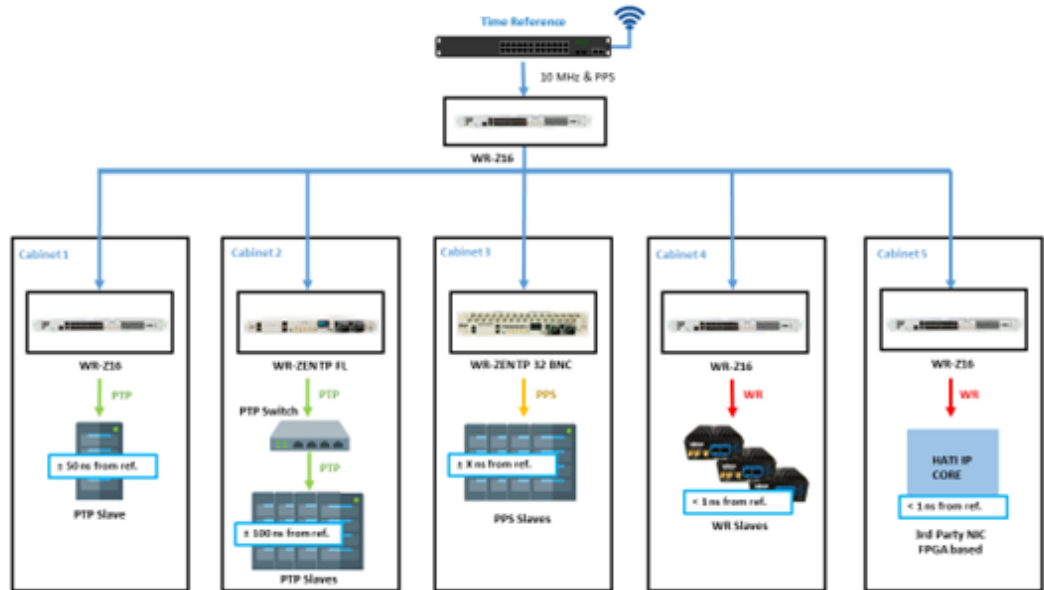 Time Reference
10 MHz & PPS
WR-Z16
Cabinet 1
WR-Z16
PTP
± 50 ns from ref.
PTP Slave
Cabinet 2
WR-ZEN TP FL
PTP
PTP Switch
PTP
± 100 ns from ref.
PTP Slaves
Cabinet 3
WR-ZEN TP 32 BNC
PPS
± X ns from ref.
PPS Slaves
Cabinet 4
WR-Z16
WR
< 1 ns from ref.
WR Slaves
Cabinet 5
WR-Z16
WR
HATI IP
CORE
< 1 ns from ref.
3rd Party NIC
FPGA based